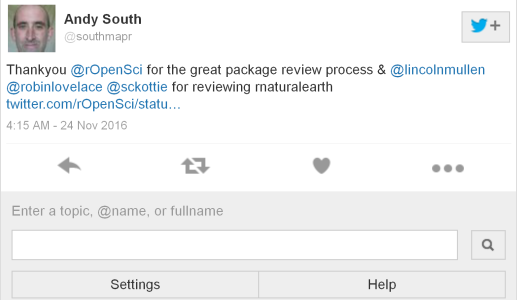 Andy South
@southmapr
Thankyou @rOpenSci for the great package review process & @lincolnmullen
@robinlovelace @sckottie for reviewing rnaturalearth
twitter.com/rOpenSci/statu…
4:15 AM - 24 Nov 2016
Enter a topic, @name, or fullname
Settings
Help